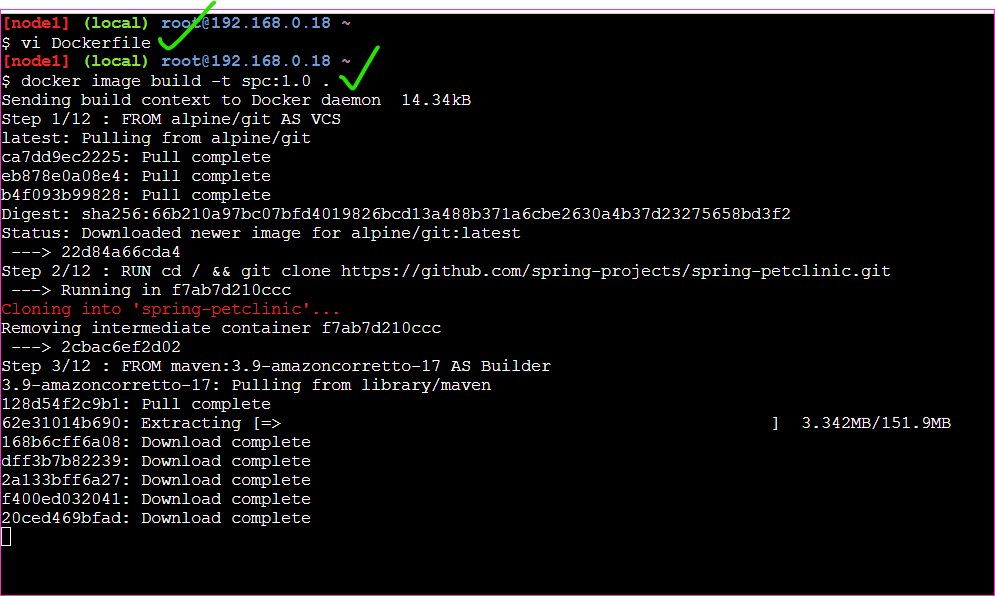 [node1] (local) root@192.168.0.18 ~
$ vi Dockerfile
[node1] (local) root@192.168.0.18 ~
$ docker image build -t spc:1.0 .
Sending build context to Docker daemon  14.34kB
Step 1/12 : FROM alpine/git AS VCS
latest: Pulling from alpine/git
ca7dd9ec2225: Pull complete
eb878e0a08e4: Pull complete
b4f093b99828: Pull complete
Digest: sha256:66b210a97bc07bfd4019826bcd13a488b371a6cbe2630a4b37d23275658bd3f2
Status: Downloaded newer image for alpine/git:latest
 ---> 22d84a66cda4
Step 2/12 : RUN cd / && git clone https://github.com/spring-projects/spring-petclinic.git
 ---> Running in f7ab7d210ccc
Cloning into 'spring-petclinic'...
Removing intermediate container f7ab7d210ccc
 ---> 2cbac6ef2d02
Step 3/12 : FROM maven:3.9-amazoncorretto-17 AS Builder
3.9-amazoncorretto-17: Pulling from library/maven
128d54f2c9b1: Pull complete
62e31014b690: Extracting [=>                                                 ]  3.342MB/151.9MB
168b6cff6a08: Download complete
dff3b7b82239: Download complete
2a133bff6a27: Download complete
f400ed032041: Download complete
20ced469bfad: Download complete